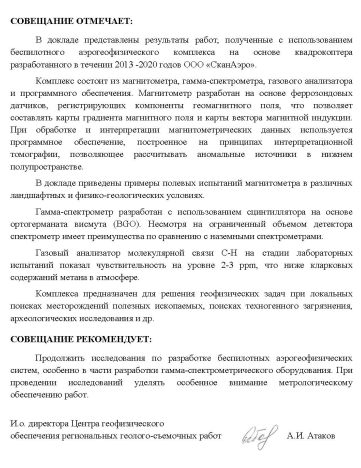 СОВЕЩАНИЕ ОТМЕЧАЕТ:
В докладе представлены результаты работ, полученные с использованием
беспилотного аэрогеофизического комплекса на основе квадрокоптера
разработанного в течении 2013 -2020 годов ООО «СканАэро».
Комплекс состоит из магнитометра, гамма-спектрометра, газового анализатора
и программного обеспечения. Магнитометр разработан на основе феррозондовых
датчиков, регистрирующих компоненты геомагнитного поля, что позволяет
составлять карты градиента магнитного поля и карты вектора магнитной индукции.
При обработке и интерпретации магнитометрических данных используется
программное обеспечение, построенное на принципах интерпретационной
томографии, позволяющее рассчитывать аномальные источники в нижнем
полупространстве.
В докладе приведены примеры полевых испытаний магнитометра в различных
ландшафтных и физико-геологических условиях.
Гамма-спектрометр разработан с использованием сцинтиллятора на основе
ортогерманата висмута (BGO). Несмотря на ограниченный объемом детектора
спектрометр имеет преимущества по сравнению с наземными спектрометрами.
Газовый анализатор молекулярной связи С-Н на стадии лабораторных
испытаний показал чувствительность на уровне 2-3 ppm, что ниже кларковых
содержаний метана в атмосфере.
Комплекса предназначен для решения геофизических задач при локальных
поисках месторождений полезных ископаемых, поисках техногенного загрязнения,
археологических исследования и др.
СОВЕЩАНИЕ РЕКОМЕНДУЕТ:
Продолжить исследования по разработке беспилотных аэрогеофизических
систем, особенно в части разработки гамма-спектрометрического оборудования. При
проведении исследований уделять особенное внимание метрологическому
обеспечению работ.
И.о. директора Центра геофизического
обеспечения региональных геолого-съемочных работ А.И. Атаков